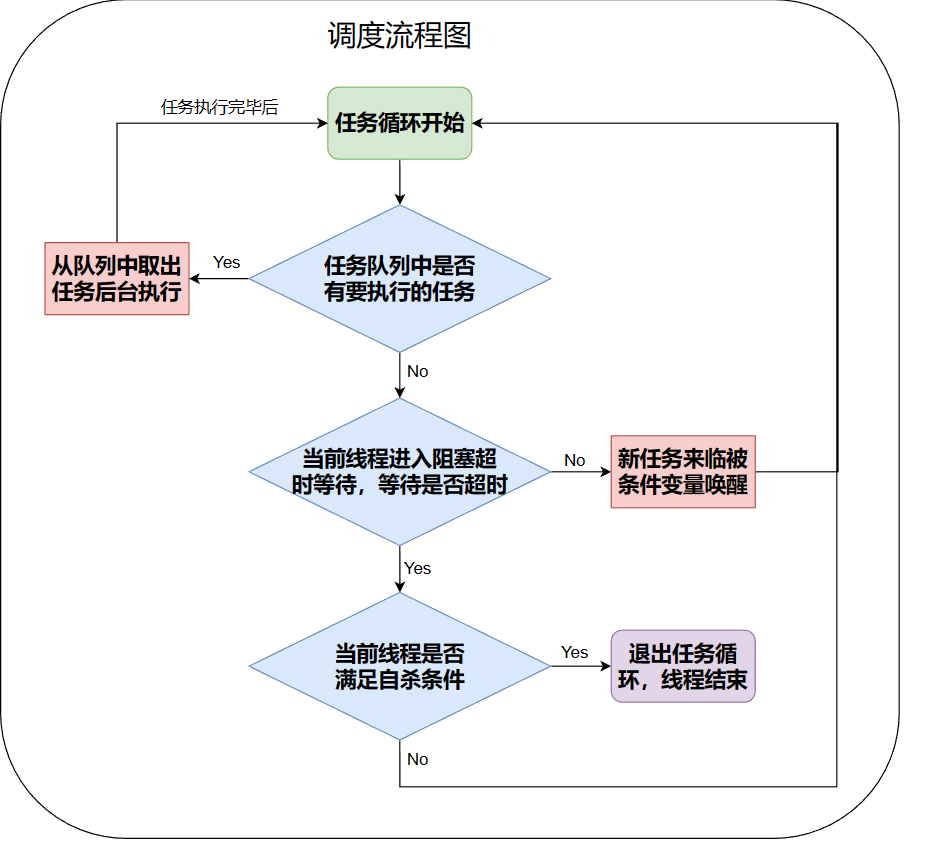 调度流程图
任务执行完毕后
任务循环开始
从队列中取出
任务后台执行
Yes
任务队列中是否
有要执行的任务
No
当前线程进入阻塞超
时等待，等待是否超时
No
新任务来临被
条件变量唤醒
Yes
当前线程是否
满足自杀条件
Yes
退出任务循
环，线程结束
No